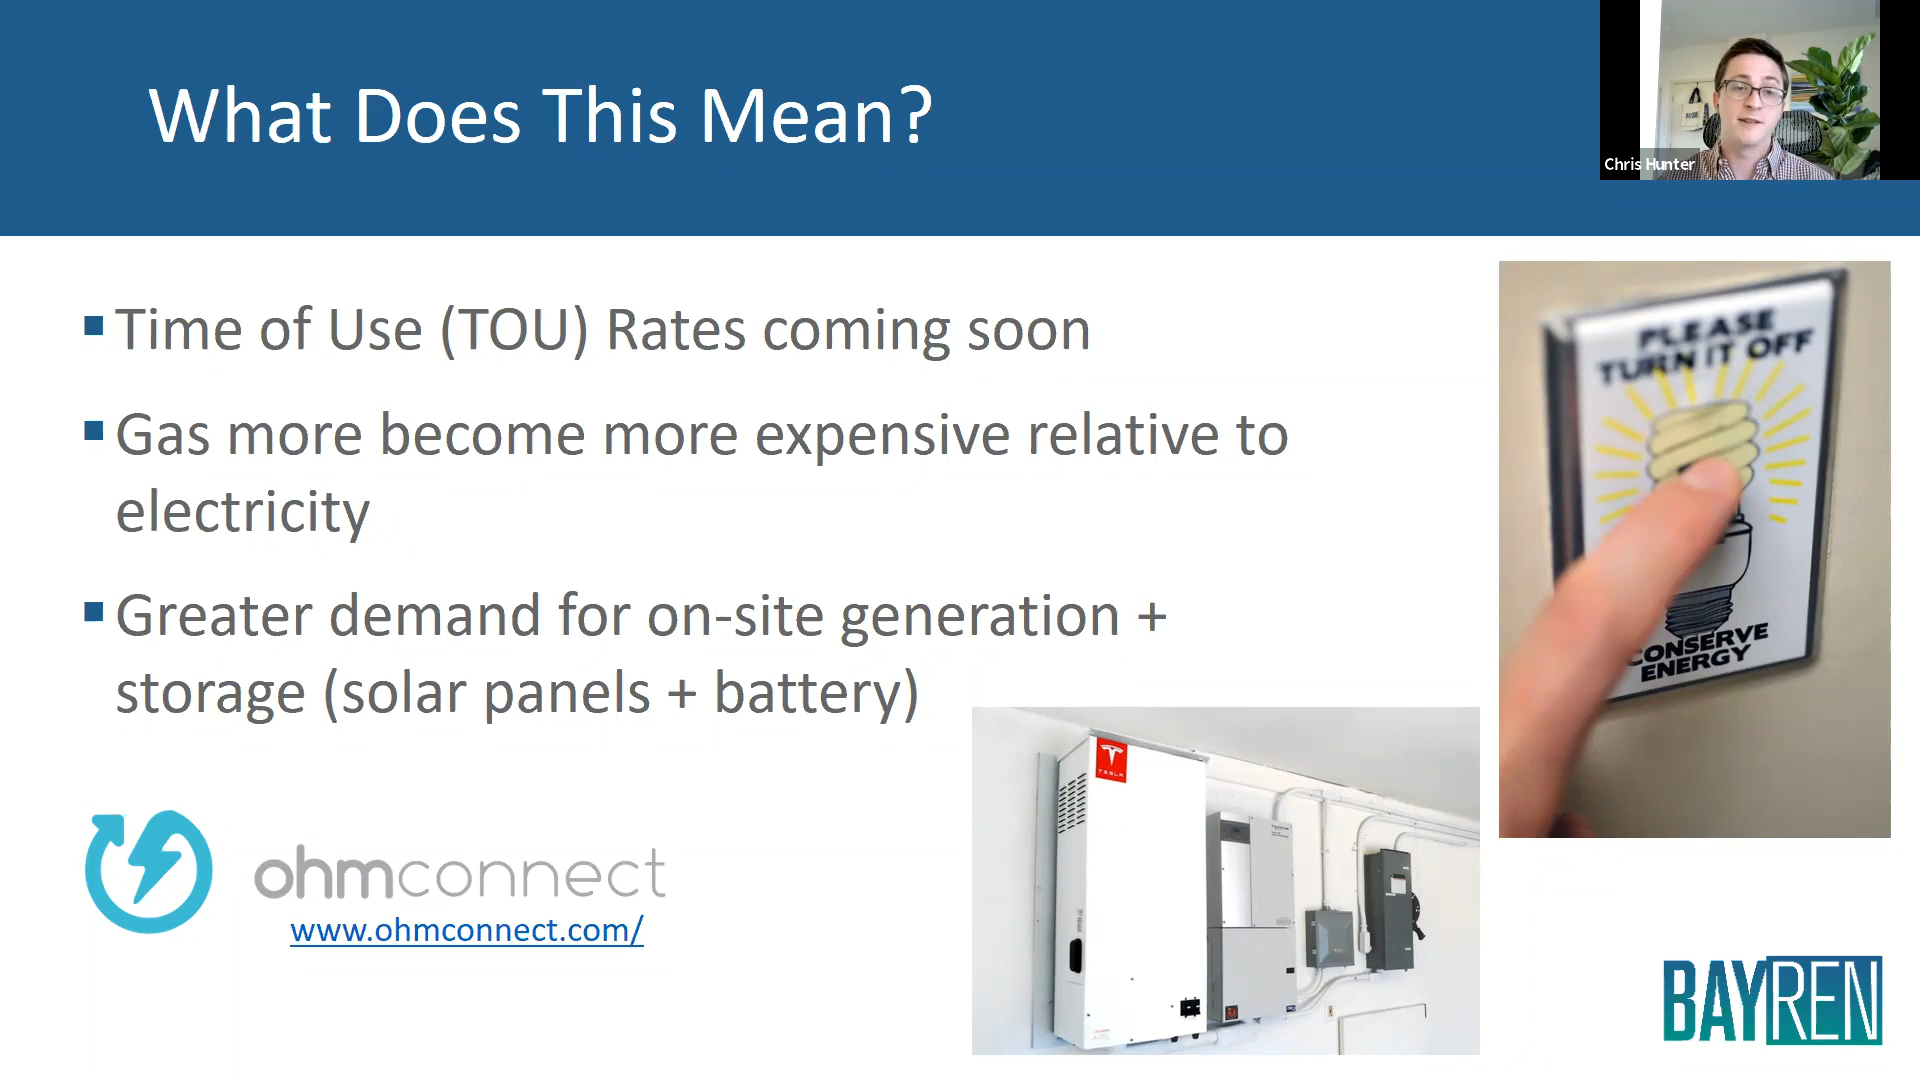 What Does This Mean?
Chris Hunter
Time of Use (TOU) Rates coming soon
Gas more become more expensive relative to
electricity
Greater demand for on-site generation +
storage (solar panels + battery)
PLEASE
TURN IT OFF
CONSERVE
ENERGY
TESLA
ohmconnect
www.ohmconnect.com/
BAYREN